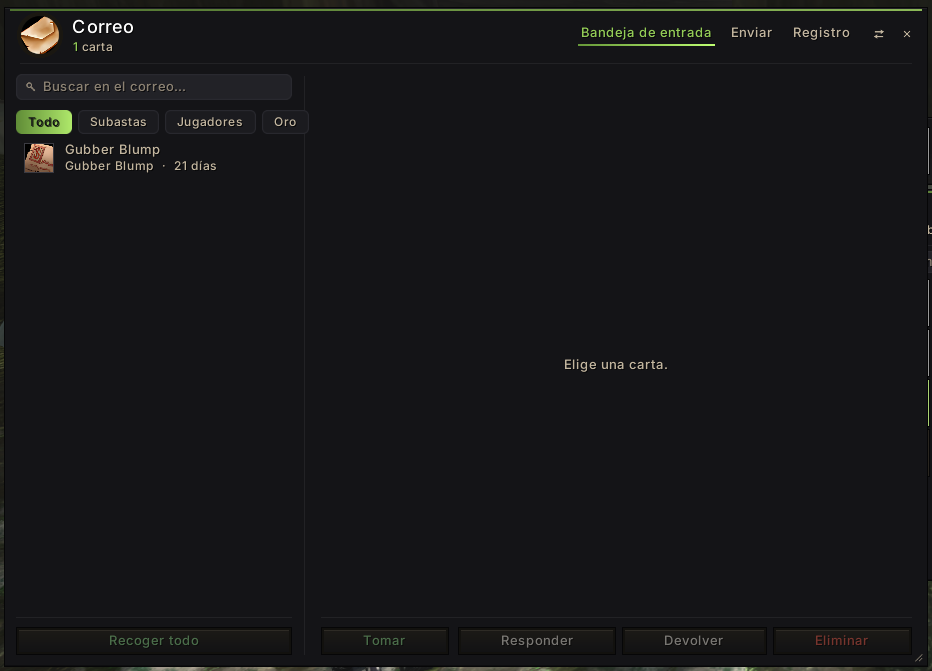 Correo
1 carta
Bandeja de entrada
Enviar
Registro
Buscar en el correo...
Todo
Subastas
Jugadores
Oro
Gubber Blump
Gubber Blump · 21 días
Elige una carta.
Recoger todo
Tomar
Responder
Devolver
Eliminar